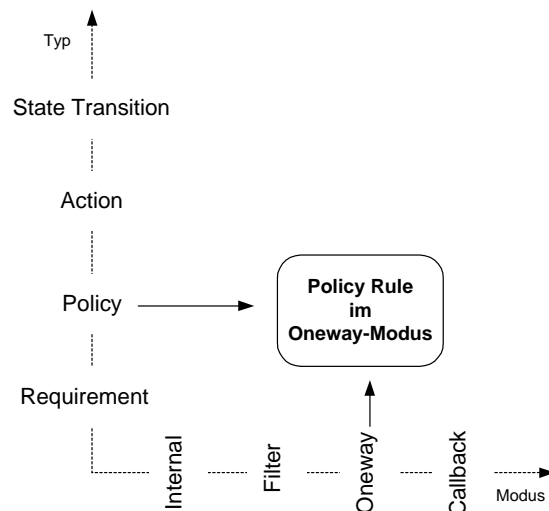 Typ
State Transition
Action
Policy
Policy Rule
im
Oneway-Modus
Requirement
Internal
Filter
Oneway
Callback
Modus